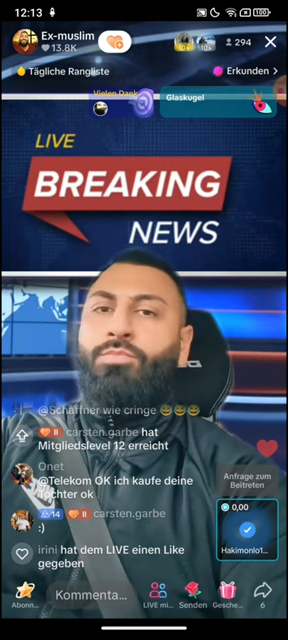 12:13
100
Ex-muslim
13.8K
294
Tägliche Rangliste
Erkunden
Vielen Dank
Glaskugel
LIVE
BREAKING
NEWS
@Schaffner wie cringe 😂😂😂
carsten.garbe hat
Mitgliedslevel 12 erreicht
Onet
@Telekom OK ich kaufe deine
Tochter ok
14 carsten.garbe
:)
irini hat dem LIVE einen Like
gegeben
Anfrage zum
Beitreten
0,00
Hakimonlo1...
Abonn...
Kommenta...
LIVE mi...
Senden
Gesche...
6